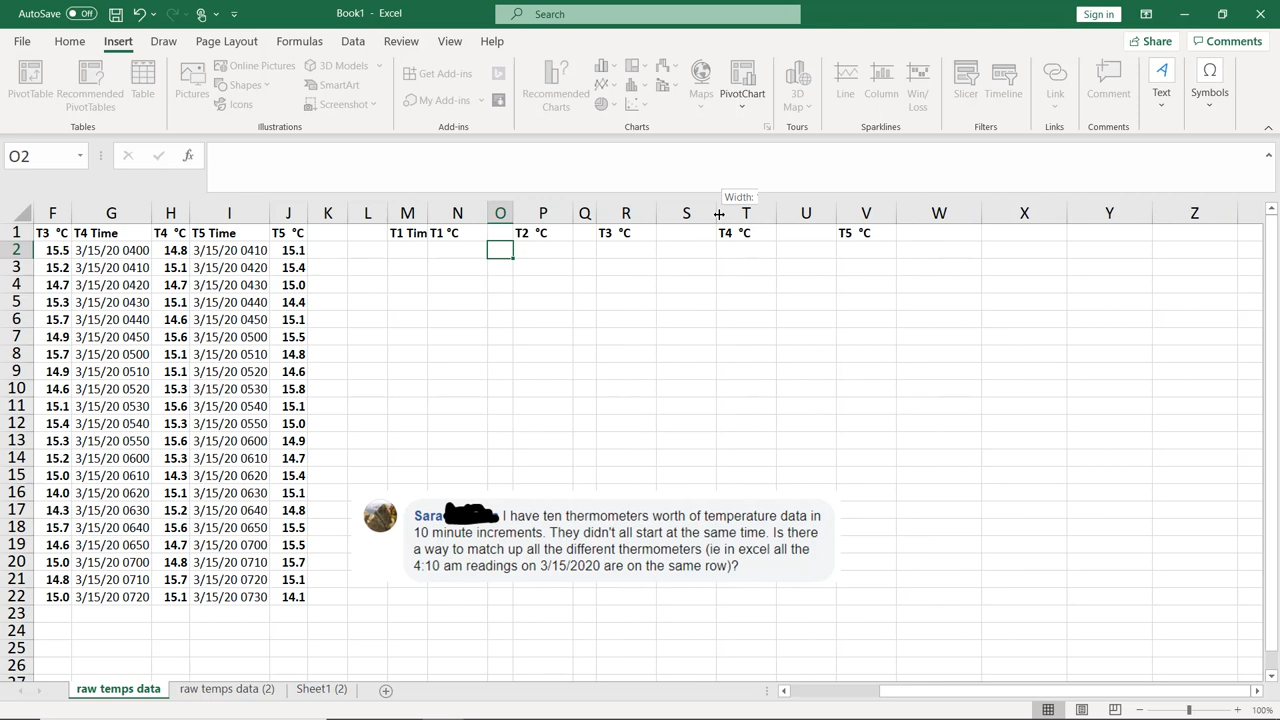 AutoSave Off Book1 - Excel Search Sign in
File Home Insert Draw Page Layout Formulas Data Review View Help Share Comments
PivotTable Recommended PivotTables Table Pictures Online Pictures Shapes Icons 3D Models SmartArt Screenshot Get Add-ins My Add-ins Recommended Charts Maps PivotChart 3D Map Line Column Win/Loss Slicer Timeline Link Comment Text Symbols
Tables Illustrations Add-ins Charts Tours Sparklines Filters Links Comments
O2 fx
Width:
F G H I J K L M N O P Q R S T U V W X Y Z
1 T3 °C T4 Time T4 °C T5 Time T5 °C T1 Tim T1 °C T2 °C T3 °C T4 °C T5 °C
2 15.5 3/15/20 0400 14.8 3/15/20 0410 15.1
3 15.2 3/15/20 0410 15.1 3/15/20 0420 15.4
4 14.7 3/15/20 0420 14.7 3/15/20 0430 15.0
5 15.3 3/15/20 0430 15.1 3/15/20 0440 14.4
6 15.7 3/15/20 0440 14.6 3/15/20 0450 15.1
7 14.9 3/15/20 0450 15.6 3/15/20 0500 15.5
8 15.7 3/15/20 0500 15.1 3/15/20 0510 14.8
9 14.9 3/15/20 0510 15.1 3/15/20 0520 14.6
10 14.6 3/15/20 0520 15.3 3/15/20 0530 15.8
11 15.1 3/15/20 0530 15.6 3/15/20 0540 15.1
12 15.4 3/15/20 0540 15.3 3/15/20 0550 15.0
13 15.3 3/15/20 0550 15.6 3/15/20 0600 14.9
14 15.2 3/15/20 0600 15.3 3/15/20 0610 14.7
15 15.0 3/15/20 0610 14.3 3/15/20 0620 15.4
16 14.0 3/15/20 0620 15.1 3/15/20 0630 15.1
17 14.3 3/15/20 0630 15.2 3/15/20 0640 14.8
18 15.7 3/15/20 0640 15.6 3/15/20 0650 15.5
19 14.6 3/15/20 0650 14.7 3/15/20 0700 15.5
20 15.0 3/15/20 0700 14.8 3/15/20 0710 15.7
21 14.8 3/15/20 0710 15.7 3/15/20 0720 15.1
22 15.0 3/15/20 0720 15.1 3/15/20 0730 14.1
23
24
25
26
Sara I have ten thermometers worth of temperature data in
10 minute increments. They didn't all start at the same time. Is there
a way to match up all the different thermometers (ie in excel all the
4:10 am readings on 3/15/2020 are on the same row)?
raw temps data raw temps data (2) Sheet1 (2)
100%